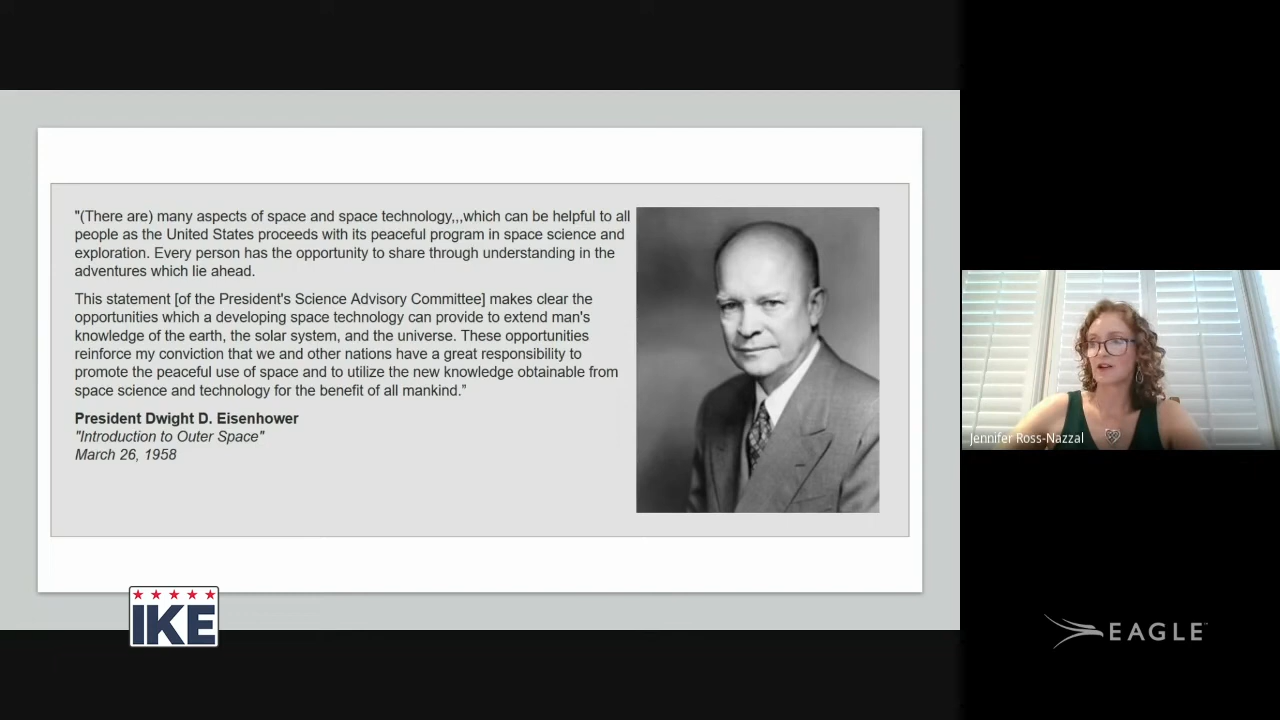 "(There are) many aspects of space and space technology,,,which can be helpful to all
people as the United States proceeds with its peaceful program in space science and
exploration. Every person has the opportunity to share through understanding in the
adventures which lie ahead.
This statement [of the President's Science Advisory Committee] makes clear the
opportunities which a developing space technology can provide to extend man's
knowledge of the earth, the solar system, and the universe. These opportunities
reinforce my conviction that we and other nations have a great responsibility to
promote the peaceful use of space and to utilize the new knowledge obtainable from
space science and technology for the benefit of all mankind.”
President Dwight D. Eisenhower
"Introduction to Outer Space"
March 26, 1958
Jennifer Ross-Nazzal
IKE
EAGLE